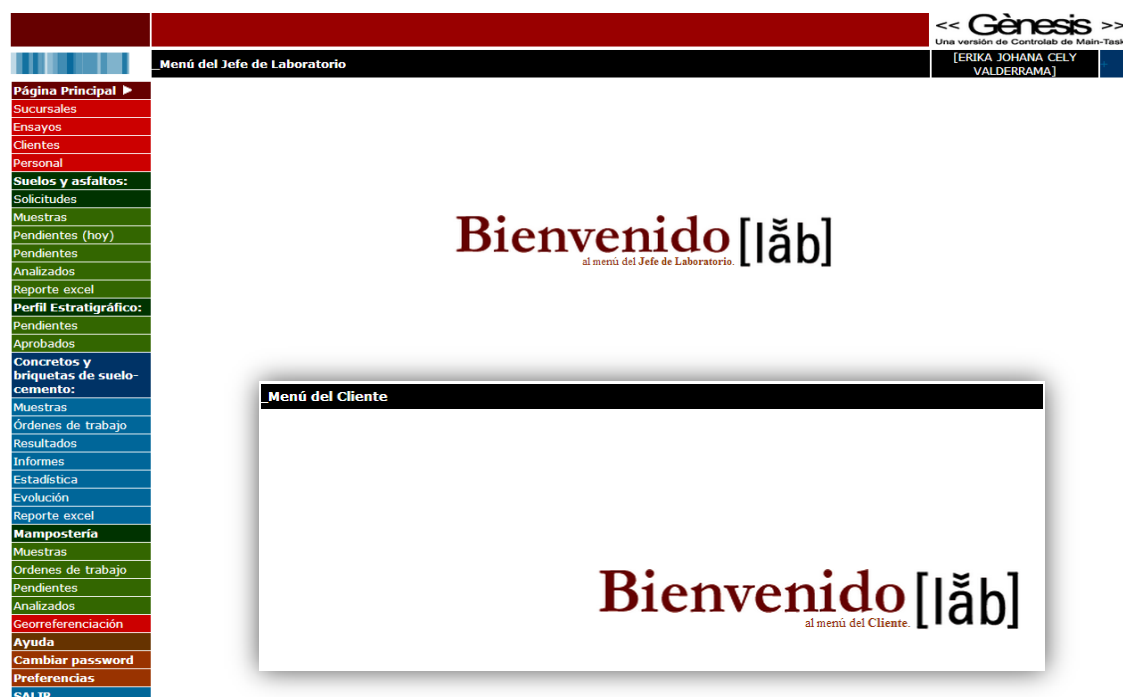 << Gènesis >>
Una versión de Controlab de Main-Task
_Menú del Jefe de Laboratorio
[ERIKA JOHANA CELY
VALDERRAMA]
Página Principal
Sucursales
Ensayos
Clientes
Personal
Suelos y asfaltos:
Solicitudes
Muestras
Pendientes (hoy)
Pendientes
Analizados
Reporte excel
Perfil Estratigráfico:
Pendientes
Aprobados
Concretos y
briquetas de suelo-
cemento:
Muestras
Órdenes de trabajo
Resultados
Informes
Estadística
Evolución
Reporte excel
Mampostería
Muestras
Ordenes de trabajo
Pendientes
Analizados
Georreferenciación
Ayuda
Cambiar password
Preferencias
SALIR
Bienvenido [lǎb]
al menú del Jefe de Laboratorio.
_Menú del Cliente
Bienvenido [lǎb]
al menú del Cliente.